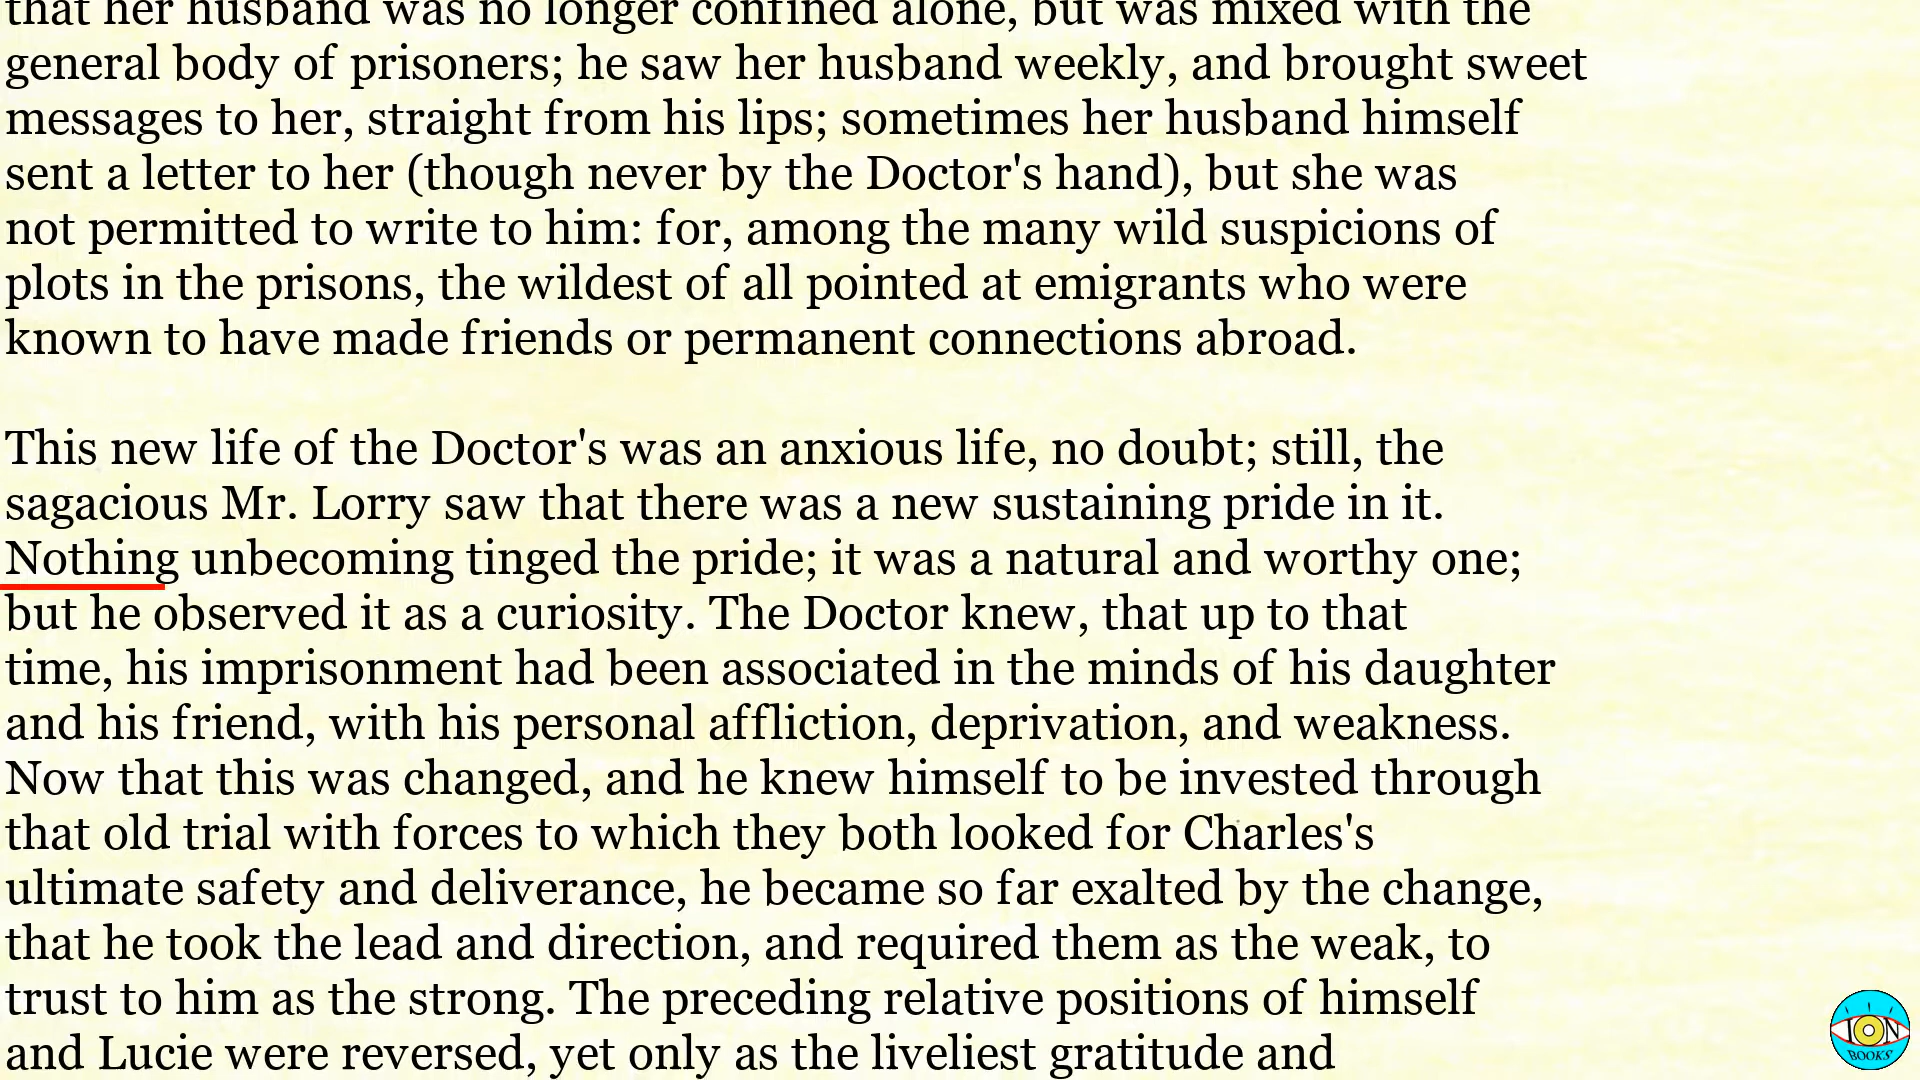 that her husband was no longer confined alone, but was mixed with the
general body of prisoners; he saw her husband weekly, and brought sweet
messages to her, straight from his lips; sometimes her husband himself
sent a letter to her (though never by the Doctor's hand), but she was
not permitted to write to him: for, among the many wild suspicions of
plots in the prisons, the wildest of all pointed at emigrants who were
known to have made friends or permanent connections abroad.
This new life of the Doctor's was an anxious life, no doubt; still, the
sagacious Mr. Lorry saw that there was a new sustaining pride in it.
Nothing unbecoming tinged the pride; it was a natural and worthy one;
but he observed it as a curiosity. The Doctor knew, that up to that
time, his imprisonment had been associated in the minds of his daughter
and his friend, with his personal affliction, deprivation, and weakness.
Now that this was changed, and he knew himself to be invested through
that old trial with forces to which they both looked for Charles's
ultimate safety and deliverance, he became so far exalted by the change,
that he took the lead and direction, and required them as the weak, to
trust to him as the strong. The preceding relative positions of himself
and Lucie were reversed, yet only as the liveliest gratitude and
ION
BOOKS